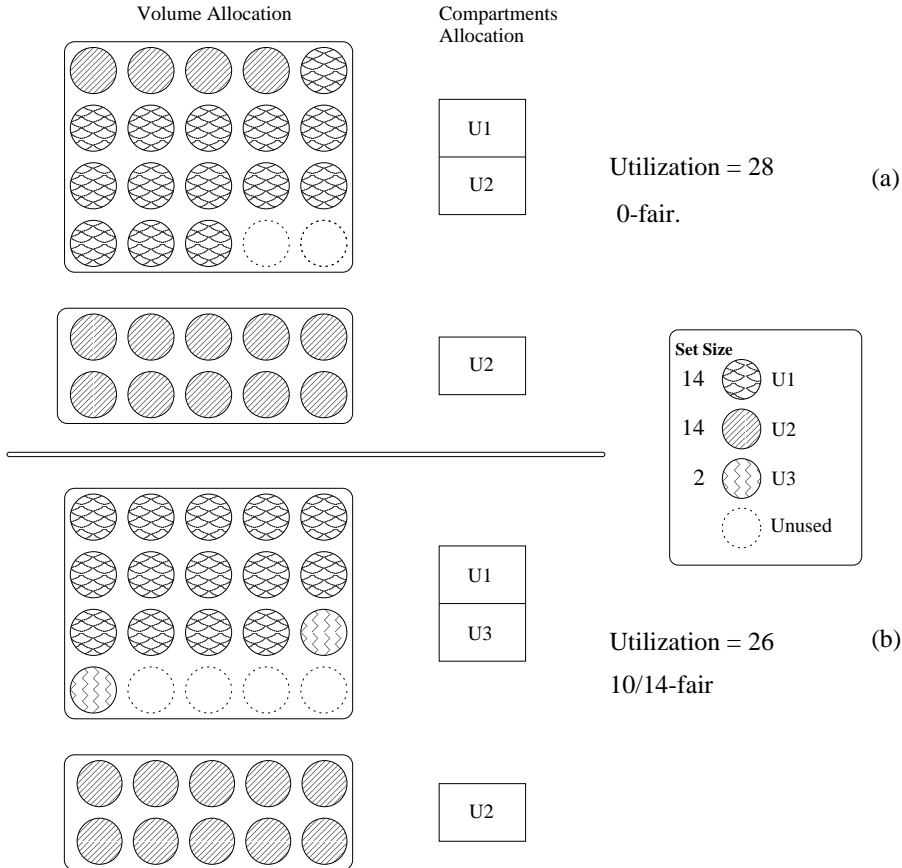 Volume Allocation
Compartments
Allocation
U1
U2
Utilization = 28
0-fair.
(a)
U2
Set Size
14 U1
14 U2
2 U3
Unused
U1
U3
Utilization = 26
10/14-fair
(b)
U2